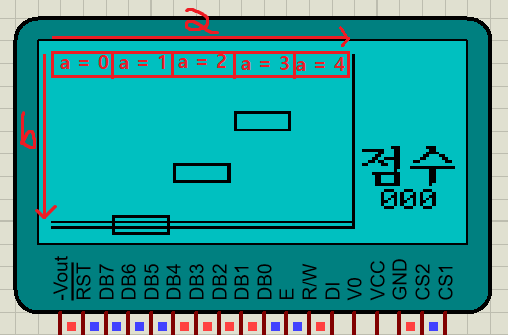 a
a = 0 a = 1 a = 2 a = 3 a = 4
b
점수
000
-Vout RST DB7 DB6 DB5 DB4 DB3 DB2 DB1 DB0 E R/W DI V0 VCC GND CS2 CS1